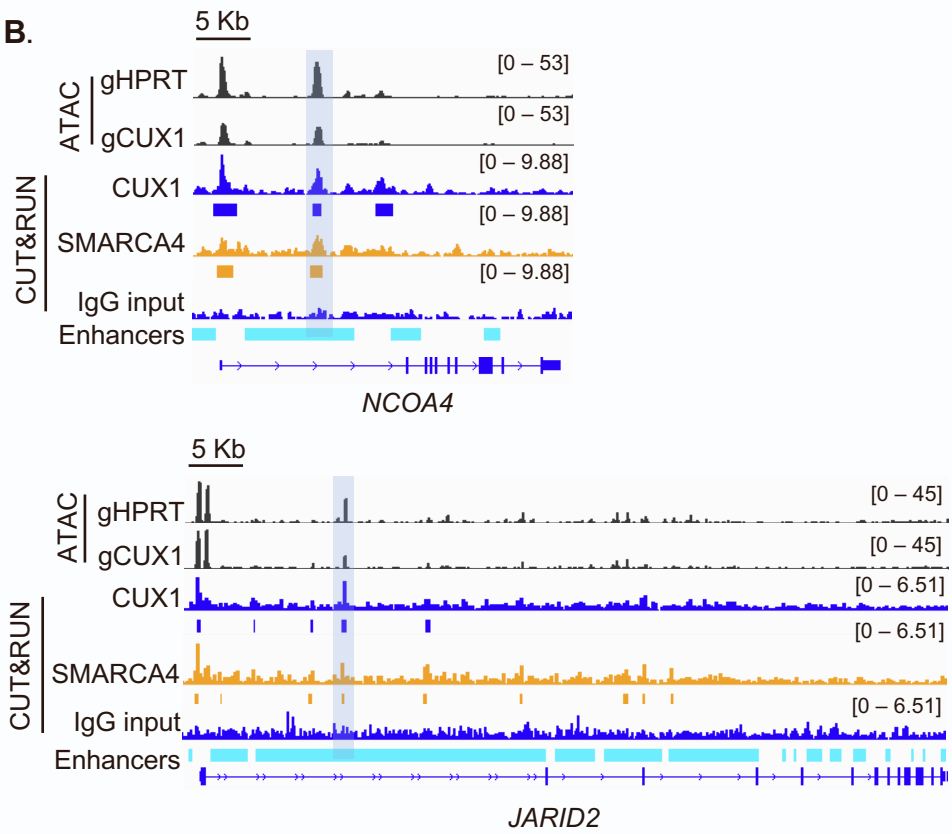 B.
5 Kb
ATAC
gHPRT
[0 – 53]
gCUX1
[0 – 53]
CUT&RUN
CUX1
[0 – 9.88]
SMARCA4
[0 – 9.88]
IgG input
[0 – 9.88]
Enhancers
NCOA4
5 Kb
ATAC
gHPRT
[0 – 45]
gCUX1
[0 – 45]
CUT&RUN
CUX1
[0 – 6.51]
SMARCA4
[0 – 6.51]
IgG input
[0 – 6.51]
Enhancers
JARID2